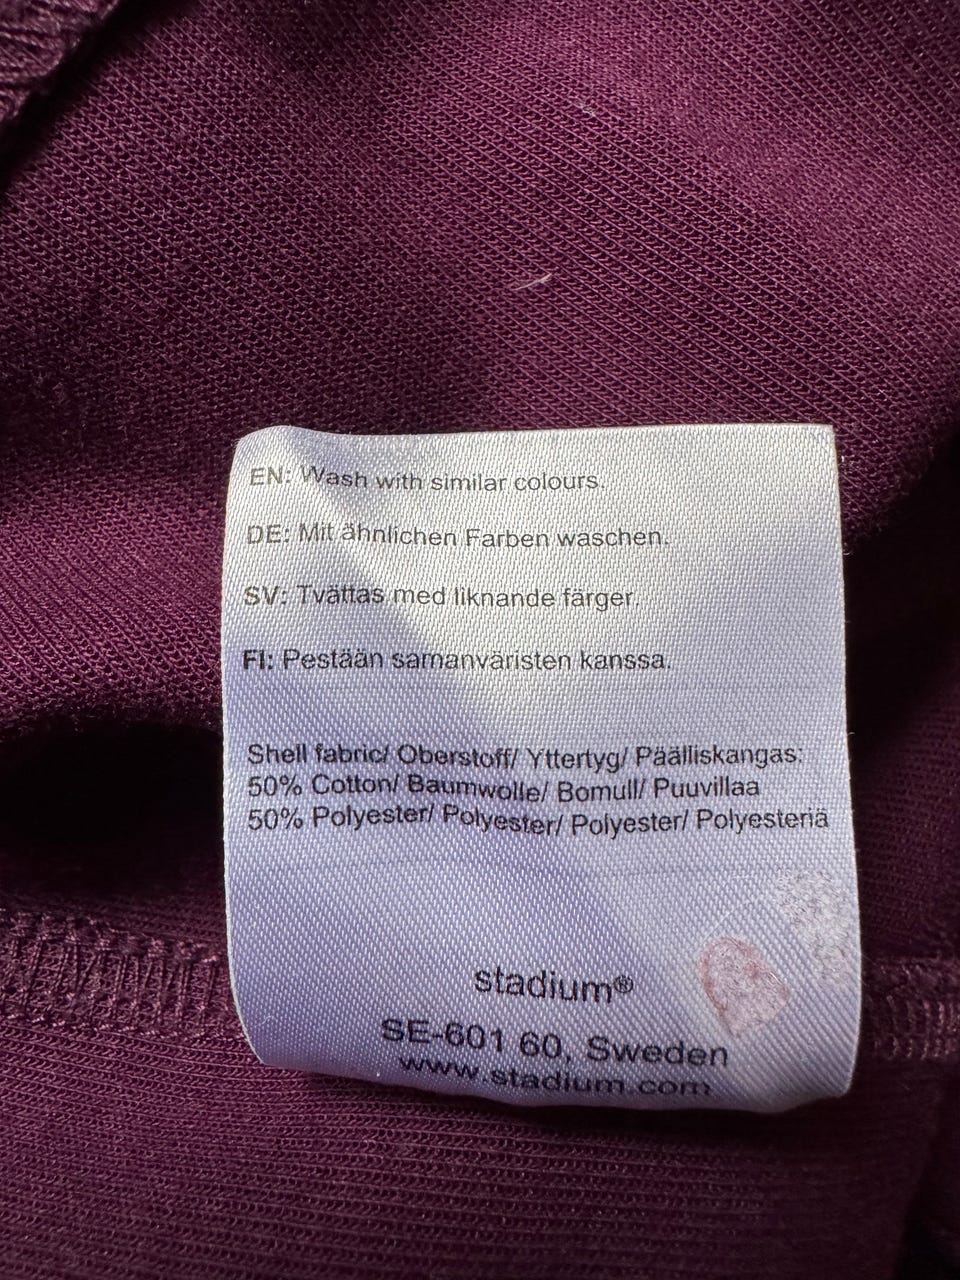 EN: Wash with similar colours.
DE: Mit ähnlichen Farben waschen.
SV: Tvättas med liknande färger.
FI: Pestään samanväristen kanssa.
Shell fabric/ Oberstoff/ Yttertyg/ Päälliskangas:
50% Cotton/ Baumwolle/ Bomull/ Puuvillaa
50% Polyester/ Polyester/ Polyester/ Polyesteriä
stadium®
SE-601 60, Sweden
www.stadium.com